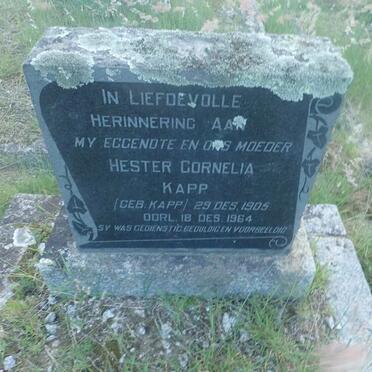 IN LIEFDEVOLLE
HERINNERING AAN
MY EGGENOTE EN ONS MOEDER
HESTER CORNELIA
KAPP
(GEB. KAPP) 29 DES. 1905
OORL. 18 DES. 1964
SY WAS GEDIENSTIG, GEDULDIG EN VOORBEELDIG